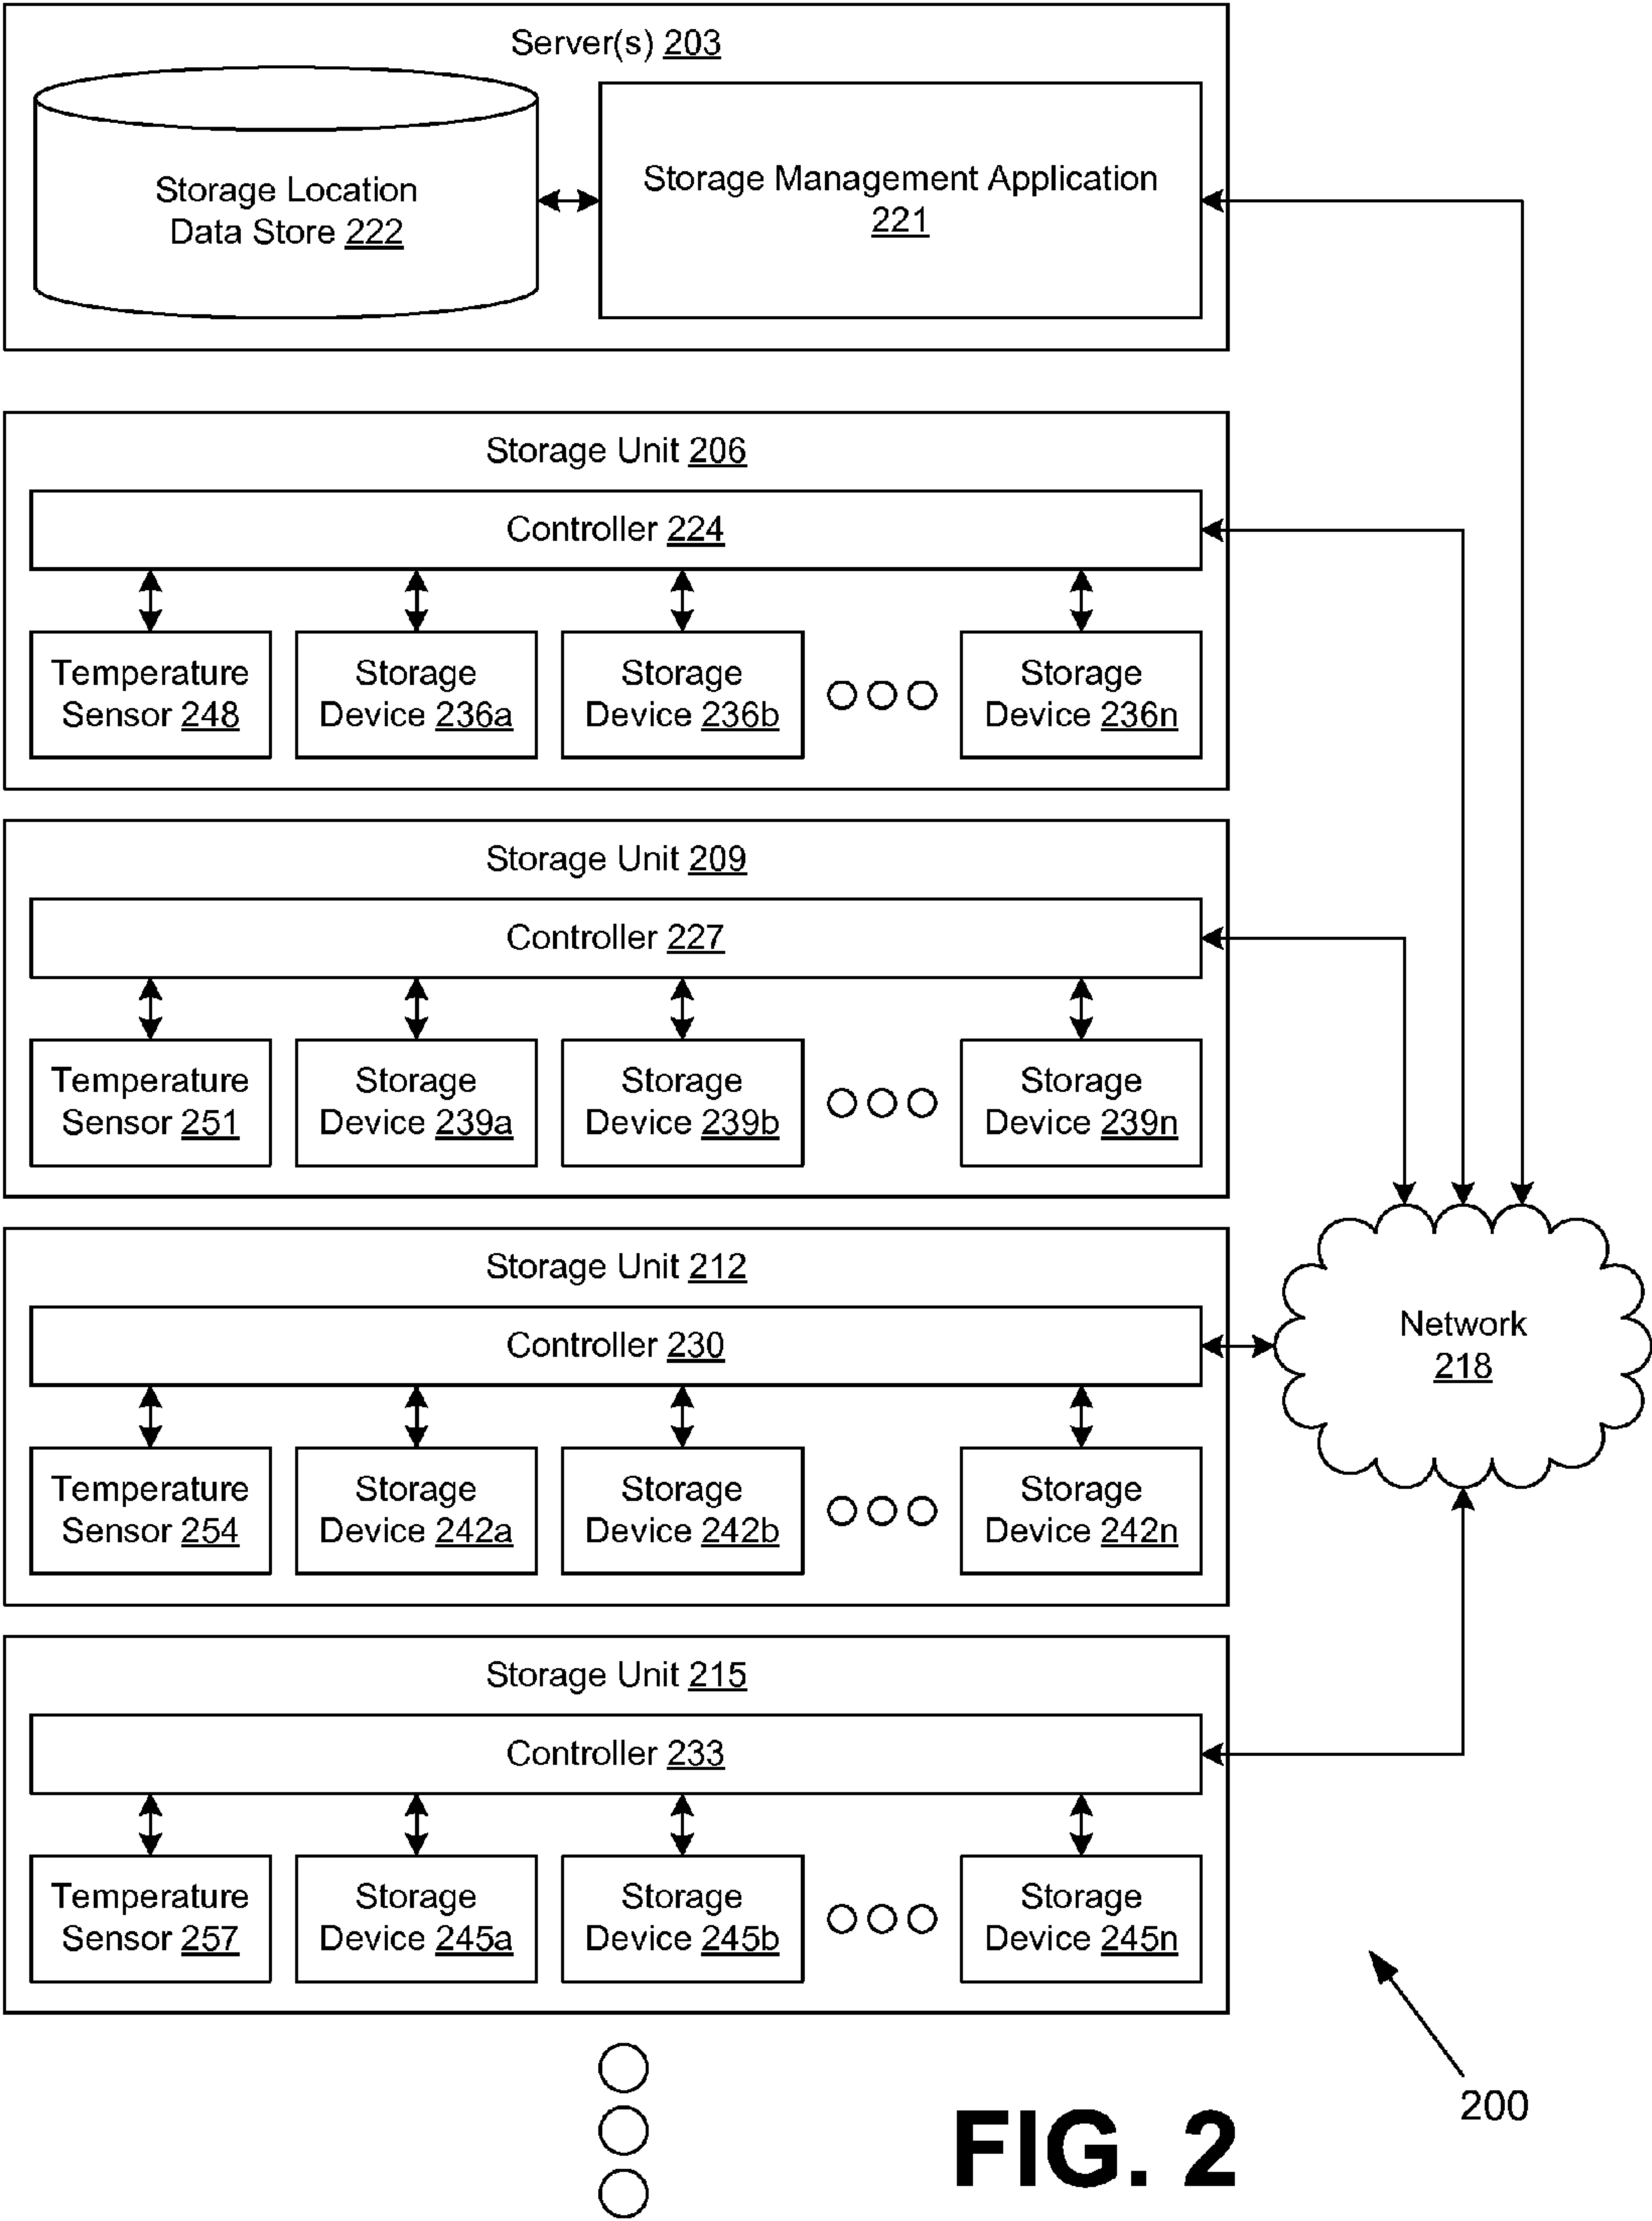 Server(s) 203
Storage Location
Data Store 222
Storage Management Application
221
Storage Unit 206
Controller 224
Temperature
Sensor 248
Storage
Device 236a
Storage
Device 236b
Storage
Device 236n
Storage Unit 209
Controller 227
Temperature
Sensor 251
Storage
Device 239a
Storage
Device 239b
Storage
Device 239n
Storage Unit 212
Controller 230
Temperature
Sensor 254
Storage
Device 242a
Storage
Device 242b
Storage
Device 242n
Network
218
Storage Unit 215
Controller 233
Temperature
Sensor 257
Storage
Device 245a
Storage
Device 245b
Storage
Device 245n
200
FIG. 2